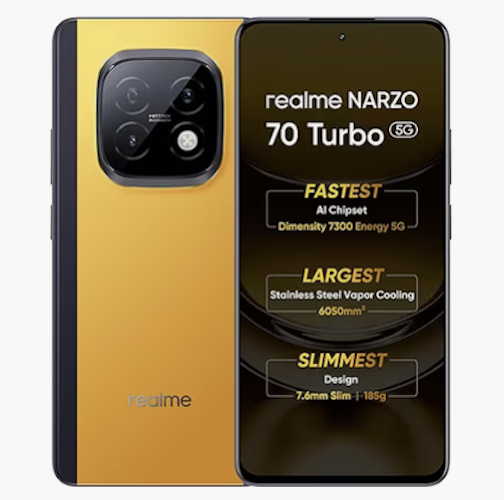 realme NARZO
70 Turbo 5G
FASTEST
AI Chipset
Dimensity 7300 Energy 5G
LARGEST
Stainless Steel Vapor Cooling
6050mm²
SLIMMEST
Design
7.6mm Slim | 185g
realme